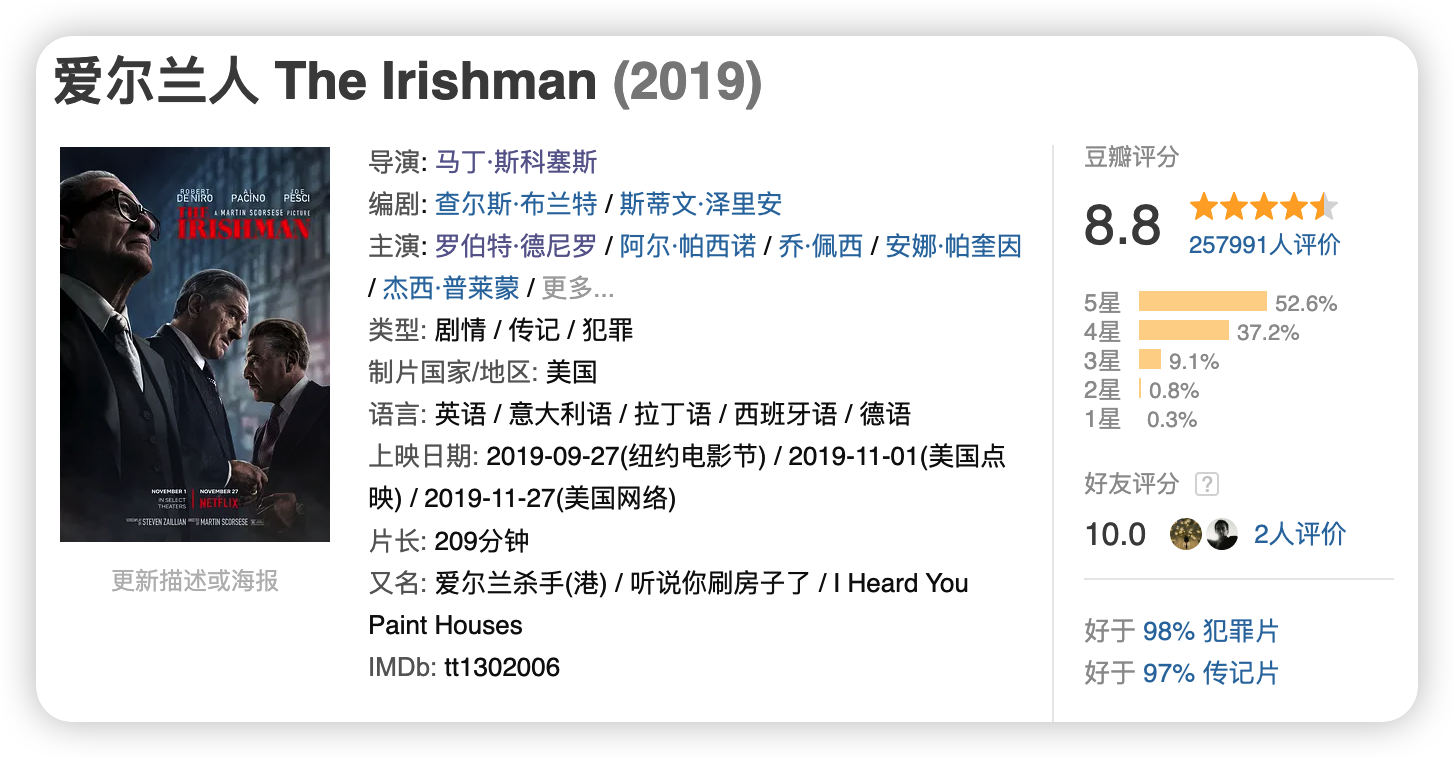 爱尔兰人 The Irishman (2019)
ROBERT DE NIRO
AL PACINO
JOE PESCI
A MARTIN SCORSESE PICTURE
THE IRISHMAN
NOVEMBER 1
IN SELECT THEATERS
NOVEMBER 27
NETFLIX
STEVEN ZAILLIAN
MARTIN SCORSESE
更新描述或海报
导演: 马丁·斯科塞斯
编剧: 查尔斯·布兰特 / 斯蒂文·泽里安
主演: 罗伯特·德尼罗 / 阿尔·帕西诺 / 乔·佩西 / 安娜·帕奎因
/ 杰西·普莱蒙 / 更多...
类型: 剧情 / 传记 / 犯罪
制片国家/地区: 美国
语言: 英语 / 意大利语 / 拉丁语 / 西班牙语 / 德语
上映日期: 2019-09-27(纽约电影节) / 2019-11-01(美国点
映) / 2019-11-27(美国网络)
片长: 209分钟
又名: 爱尔兰杀手(港) / 听说你刷房子了 / I Heard You
Paint Houses
IMDb: tt1302006
豆瓣评分
8.8
257991人评价
5星 52.6%
4星 37.2%
3星 9.1%
2星 0.8%
1星 0.3%
好友评分 ?
10.0 2人评价
好于 98% 犯罪片
好于 97% 传记片